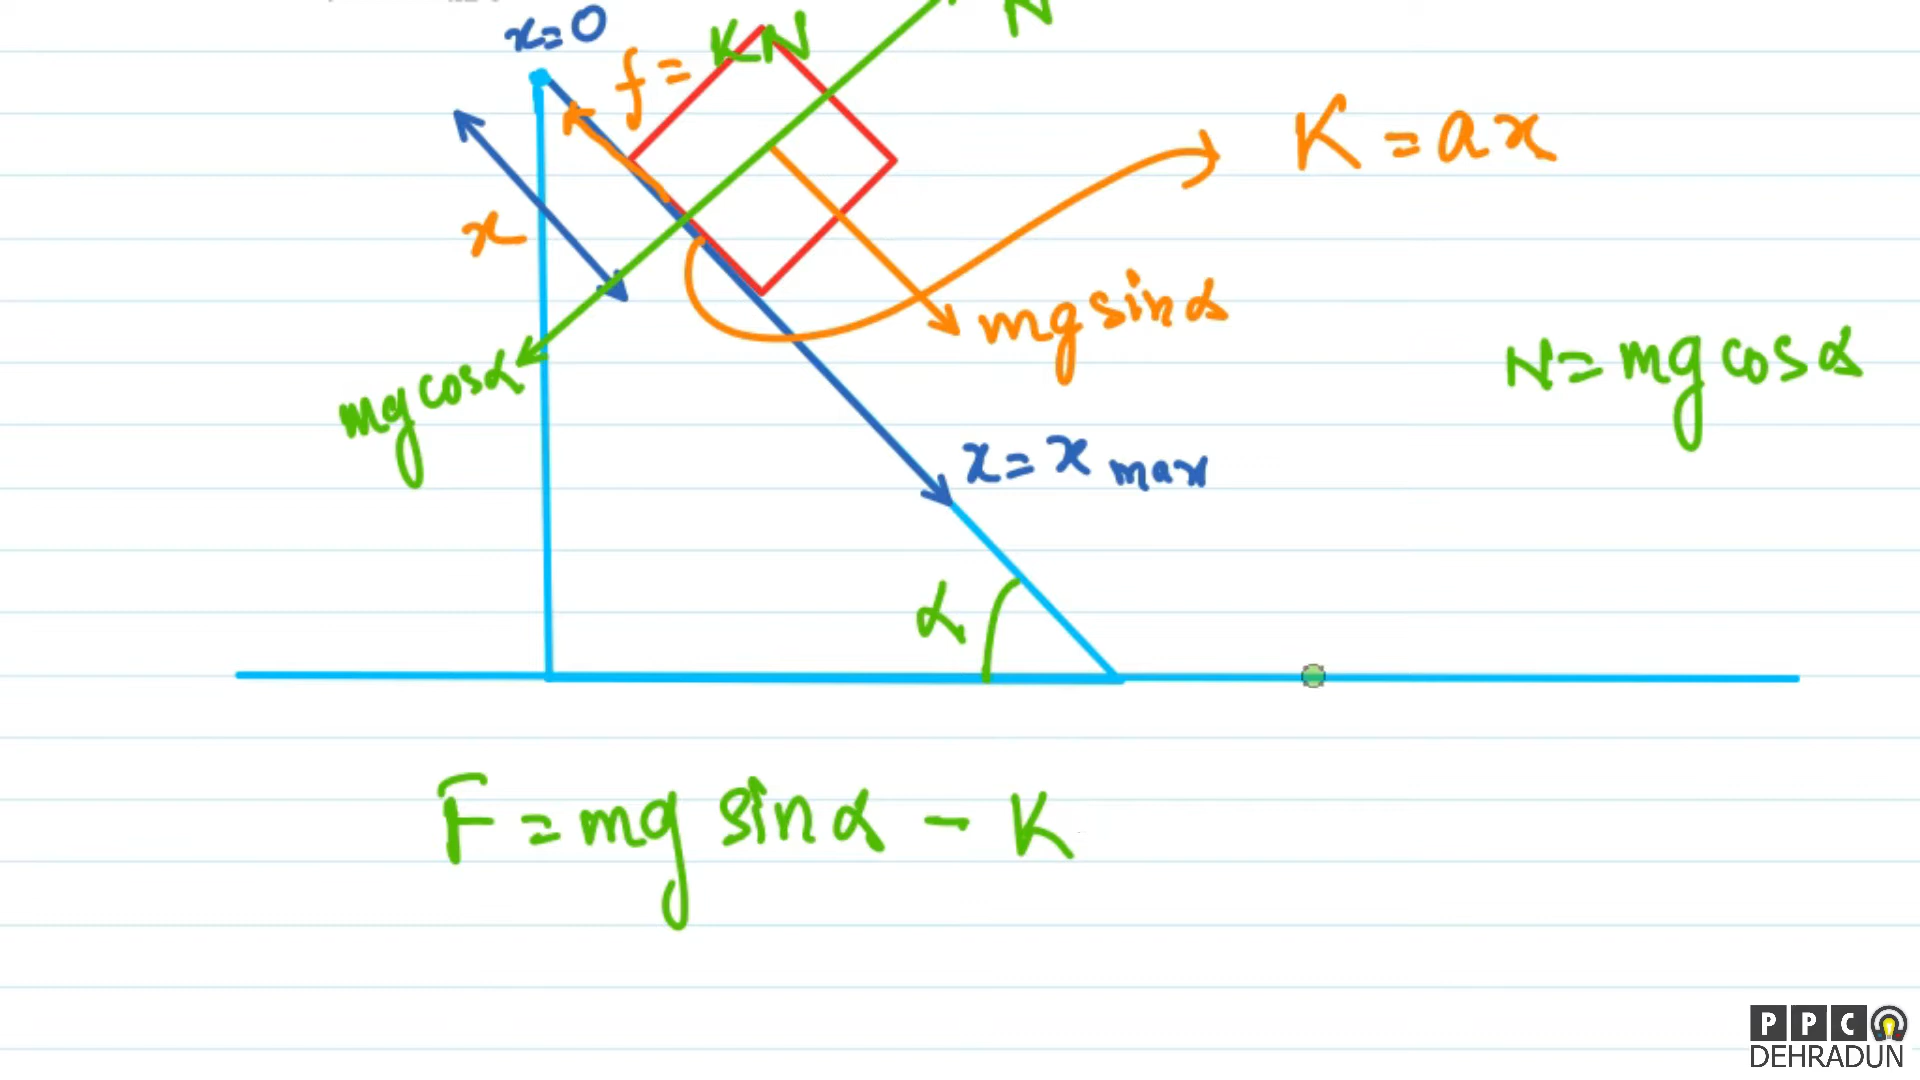 x=0
f = KN
K = ax
x
mg sinα
N = mg cosα
mg cosα
x = x max
α
F = mg sinα - K
PPC
DEHRADUN